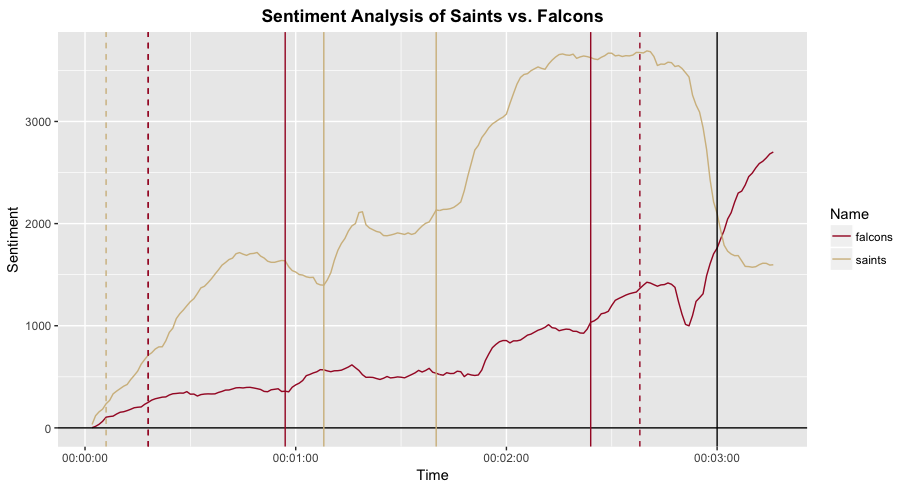 Sentiment Analysis of Saints vs. Falcons
Sentiment
3000
2000
1000
0
00:00:00 00:01:00 00:02:00 00:03:00
Time
Name
falcons
saints